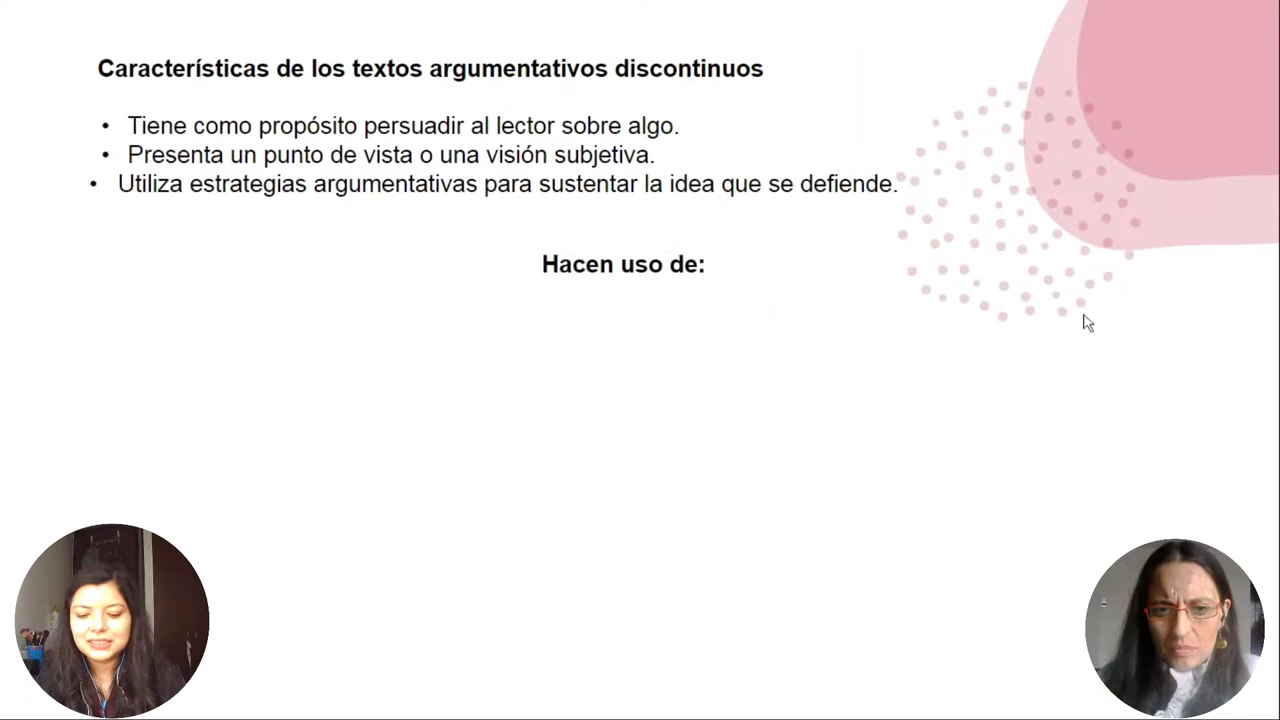 Características de los textos argumentativos discontinuos
• Tiene como propósito persuadir al lector sobre algo.
• Presenta un punto de vista o una visión subjetiva.
• Utiliza estrategias argumentativas para sustentar la idea que se defiende.
Hacen uso de: